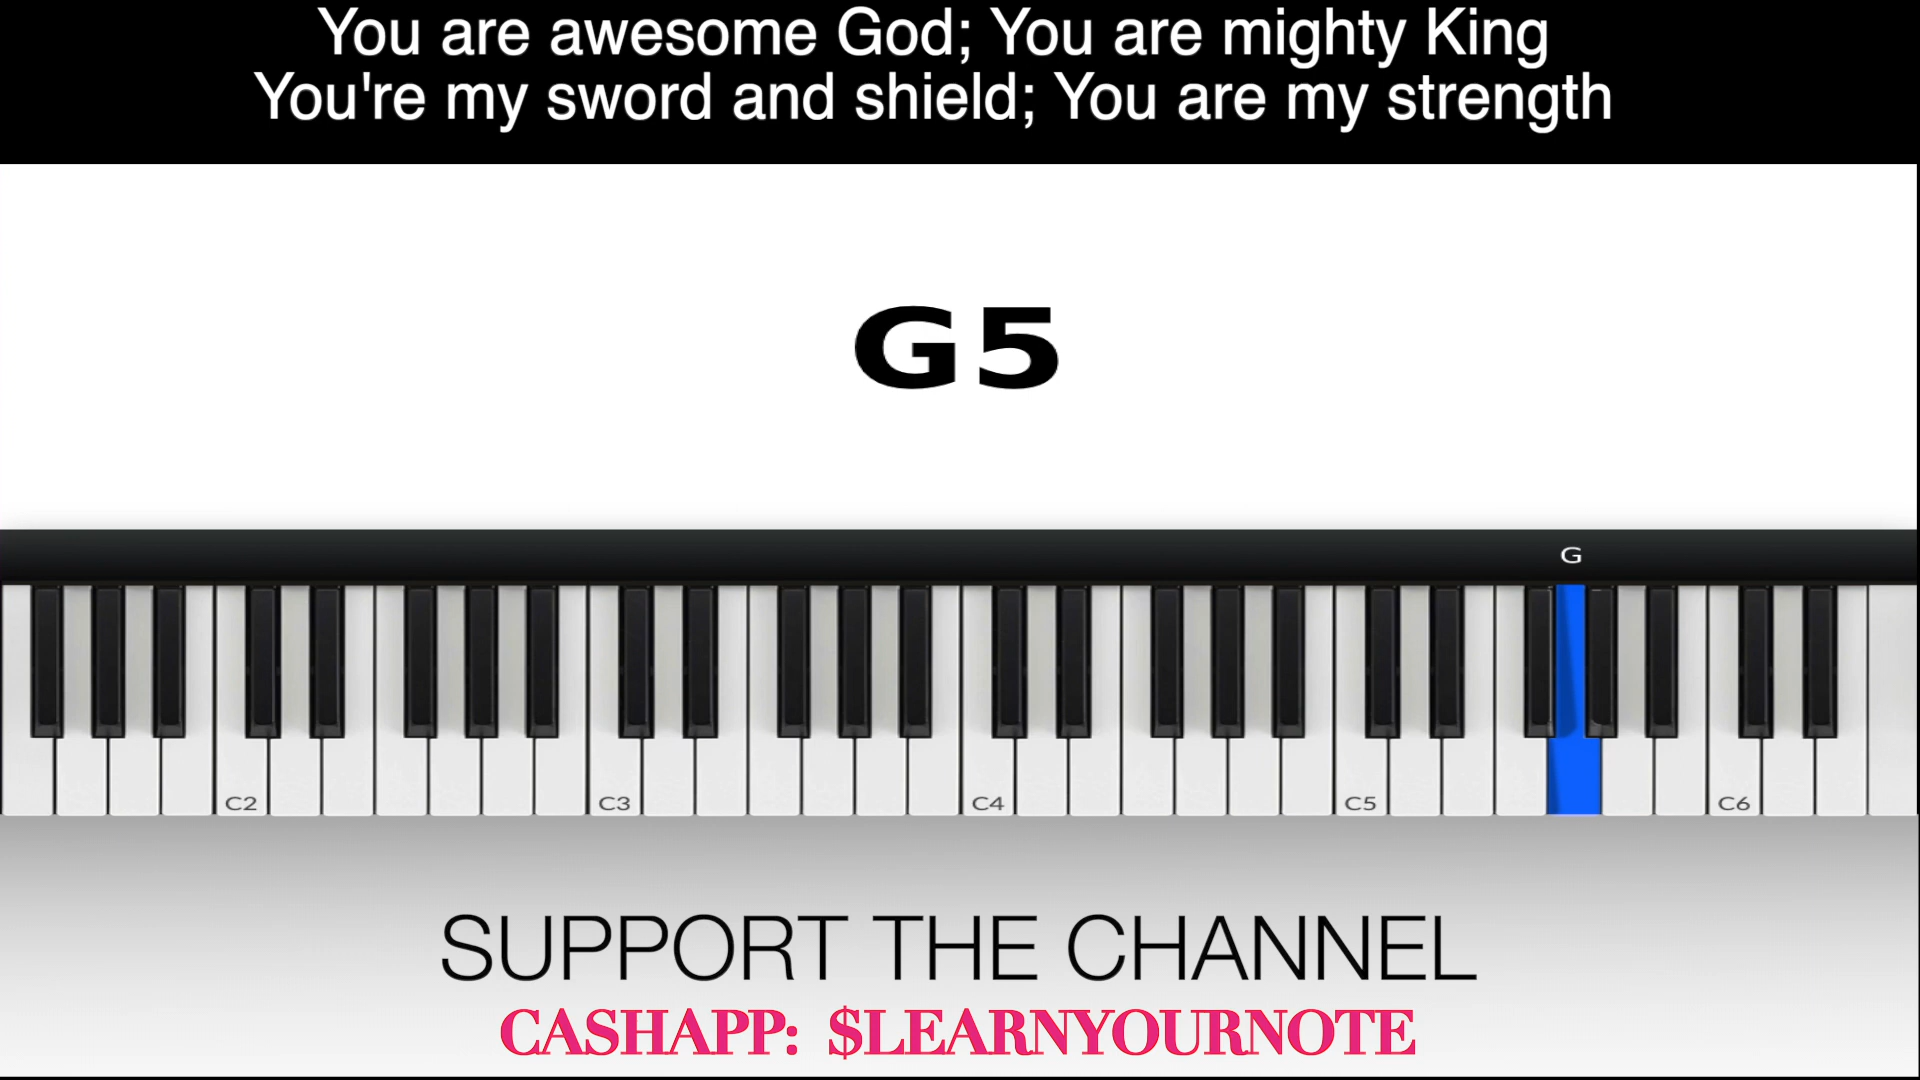 You are awesome God; You are mighty King
You're my sword and shield; You are my strength
G5
G
C2 C3 C4 C5 C6
SUPPORT THE CHANNEL
CASHAPP: $LEARNYOURNOTE